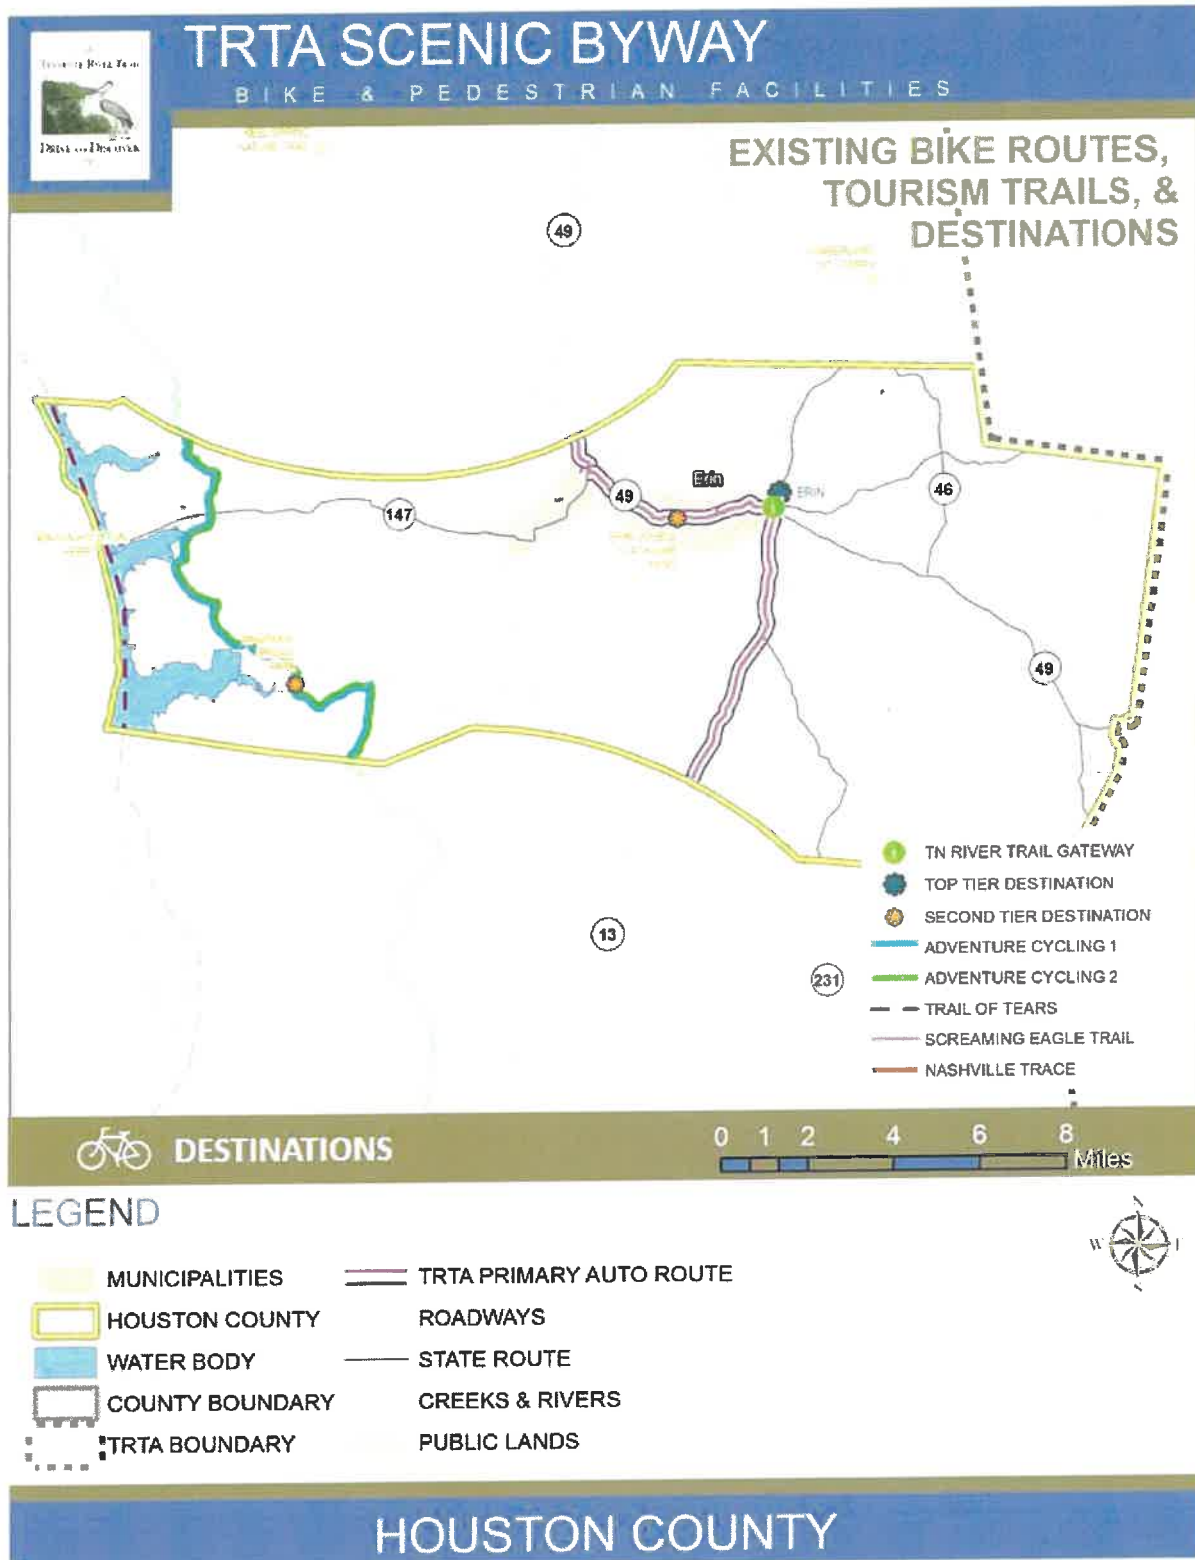 TRTA SCENIC BYWAY
BIKE & PEDESTRIAN FACILITIES
DRIVE AND DISCOVER
EXISTING BIKE ROUTES,
TOURISM TRAILS, &
DESTINATIONS
49
Erin
ERIN
49
46
147
49
13
231
TN RIVER TRAIL GATEWAY
TOP TIER DESTINATION
SECOND TIER DESTINATION
ADVENTURE CYCLING 1
ADVENTURE CYCLING 2
TRAIL OF TEARS
SCREAMING EAGLE TRAIL
NASHVILLE TRACE
DESTINATIONS
0 1 2 4 6 8
Miles
LEGEND
N
W
S
MUNICIPALITIES
HOUSTON COUNTY
WATER BODY
COUNTY BOUNDARY
TRTA BOUNDARY
TRTA PRIMARY AUTO ROUTE
ROADWAYS
STATE ROUTE
CREEKS & RIVERS
PUBLIC LANDS
HOUSTON COUNTY